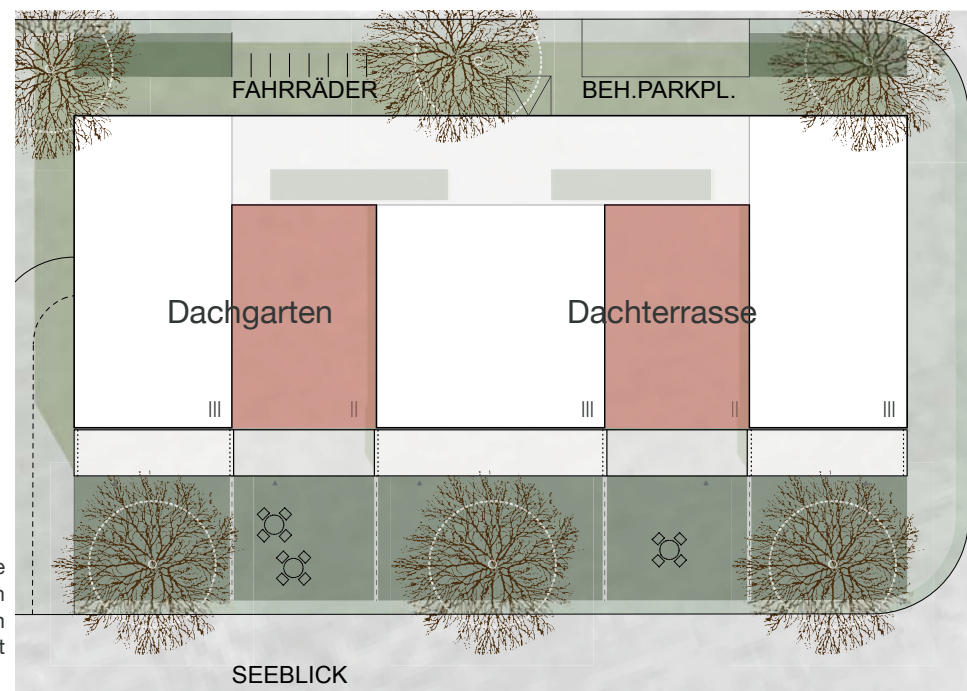 FAHRRÄDER
BEH.PARKPL.
Dachgarten
Dachterrasse
III
II
III
II
III
e
n
n
t
SEEBLICK